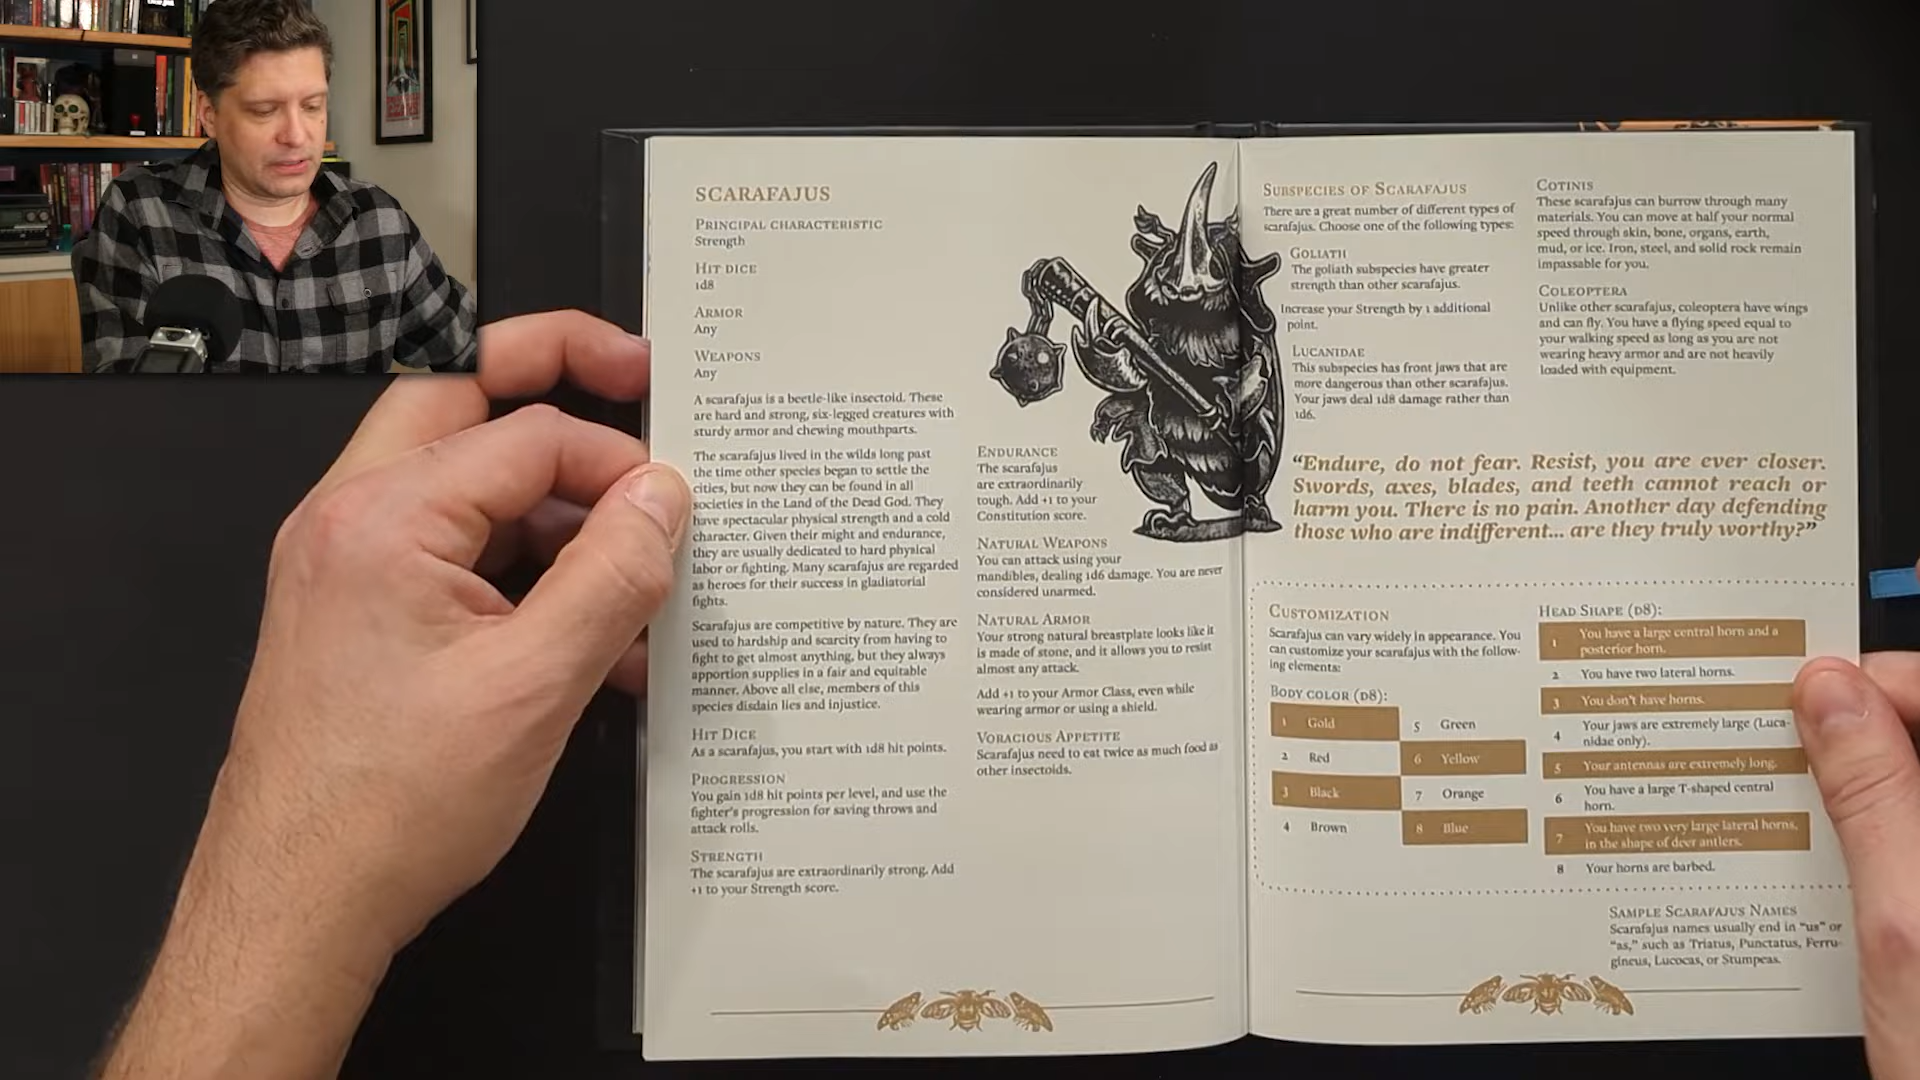 SCARAFAJUS
PRINCIPAL CHARACTERISTIC
Strength
HIT DICE
1d8
ARMOR
Any
WEAPONS
Any
A scarafajus is a beetle-like insectoid. These
are hard and strong, six-legged creatures with
sturdy armor and chewing mouthparts.
The scarafajus lived in the wilds long past
the time other species began to settle the
cities, but now they can be found in all
societies in the Land of the Dead God. They
have spectacular physical strength and a cold
character. Given their might and endurance,
they are usually dedicated to hard physical
labor or fighting. Many scarafajus are regarded
as heroes for their success in gladiatorial
fights.
Scarafajus are competitive by nature. They are
used to hardship and scarcity from having to
fight to get almost anything, but they always
apportion supplies in a fair and equitable
manner. Above all else, members of this
species disdain lies and injustice.
HIT DICE
As a scarafajus, you start with 1d8 hit points.
PROGRESSION
You gain 1d8 hit points per level, and use the
fighter's progression for saving throws and
attack rolls.
STRENGTH
The scarafajus are extraordinarily strong. Add
+1 to your Strength score.
ENDURANCE
The scarafajus
are extraordinarily
tough. Add +1 to your
Constitution score.
NATURAL WEAPONS
You can attack using your
mandibles, dealing 1d6 damage. You are never
considered unarmed.
NATURAL ARMOR
Your strong natural breastplate looks like it
is made of stone, and it allows you to resist
almost any attack.
Add +1 to your Armor Class, even while
wearing armor or using a shield.
VORACIOUS APPETITE
Scarafajus need to eat twice as much food as
other insectoids.
44
SUBSPECIES OF SCARAFAJUS
There are a great number of different types of
scarafajus. Choose one of the following types:
GOLIATH
The goliath subspecies have greater
strength than other scarafajus.
Increase your Strength by 1 additional
point.
LUCANIDAE
This subspecies has front jaws that are
more dangerous than other scarafajus.
Your jaws deal 1d8 damage rather than
1d6.
COTINIS
These scarafajus can burrow through many
materials. You can move at half your normal
speed through skin, bone, organs, earth,
mud, or ice. Iron, steel, and solid rock remain
impassable for you.
COLEOPTERA
Unlike other scarafajus, coleoptera have wings
and can fly. You have a flying speed equal to
your walking speed as long as you are not
wearing heavy armor and are not heavily
loaded with equipment.
“Endure, do not fear. Resist, you are ever closer.
Swords, axes, blades, and teeth cannot reach or
harm you. There is no pain. Another day defending
those who are indifferent... are they truly worthy?”
CUSTOMIZATION
Scarafajus can vary widely in appearance. You
can customize your scarafajus with the follow-
ing elements:
BODY COLOR (D8):
1 Gold
2 Red
3 Black
4 Brown
5 Green
6 Yellow
7 Orange
8 Blue
HEAD SHAPE (D8):
1 You have a large central horn and a
posterior horn.
2 You have two lateral horns.
3 You don't have horns.
4 Your jaws are extremely large (Luca-
nidae only).
5 Your antennas are extremely long.
6 You have a large T-shaped central
horn.
7 You have two very large lateral horns,
in the shape of deer antlers.
8 Your horns are barbed.
SAMPLE SCARAFAJUS NAMES
Scarafajus names usually end in “us” or
“as,” such as Triatus, Punctatus, Ferru-
gineus, Lucocas, or Stumpeas.